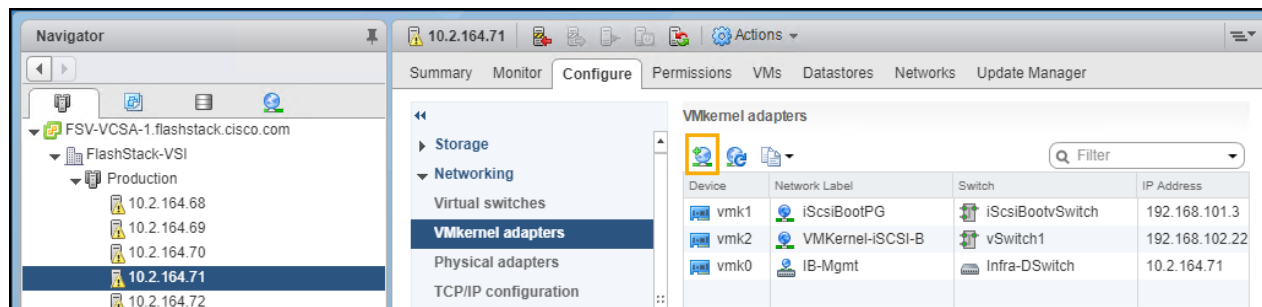 Navigator
10.2.164.71 Actions
Summary Monitor Configure Permissions VMs Datastores Networks Update Manager
FSV-VCSA-1.flashstack.cisco.com
FlashStack-VSI
Production
10.2.164.68
10.2.164.69
10.2.164.70
10.2.164.71
10.2.164.72
Storage
Networking
Virtual switches
VMkernel adapters
Physical adapters
TCP/IP configuration
VMkernel adapters
Filter
Device Network Label Switch IP Address
vmk1 iScsiBootPG iScsiBootvSwitch 192.168.101.3
vmk2 VMKernel-iSCSI-B vSwitch1 192.168.102.22
vmk0 IB-Mgmt Infra-DSwitch 10.2.164.71